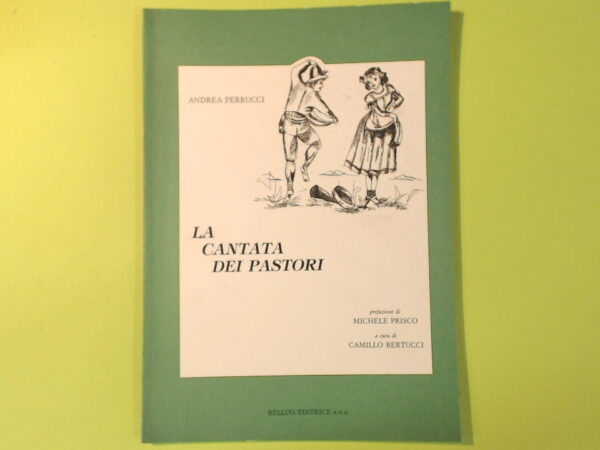 ANDREA PERRUCCI
LA
CANTATA
DEI PASTORI
prefazione di
MICHELE PRISCO
a cura di
CAMILLO BERTUCCI
BELLINI EDITRICE s.a.s.